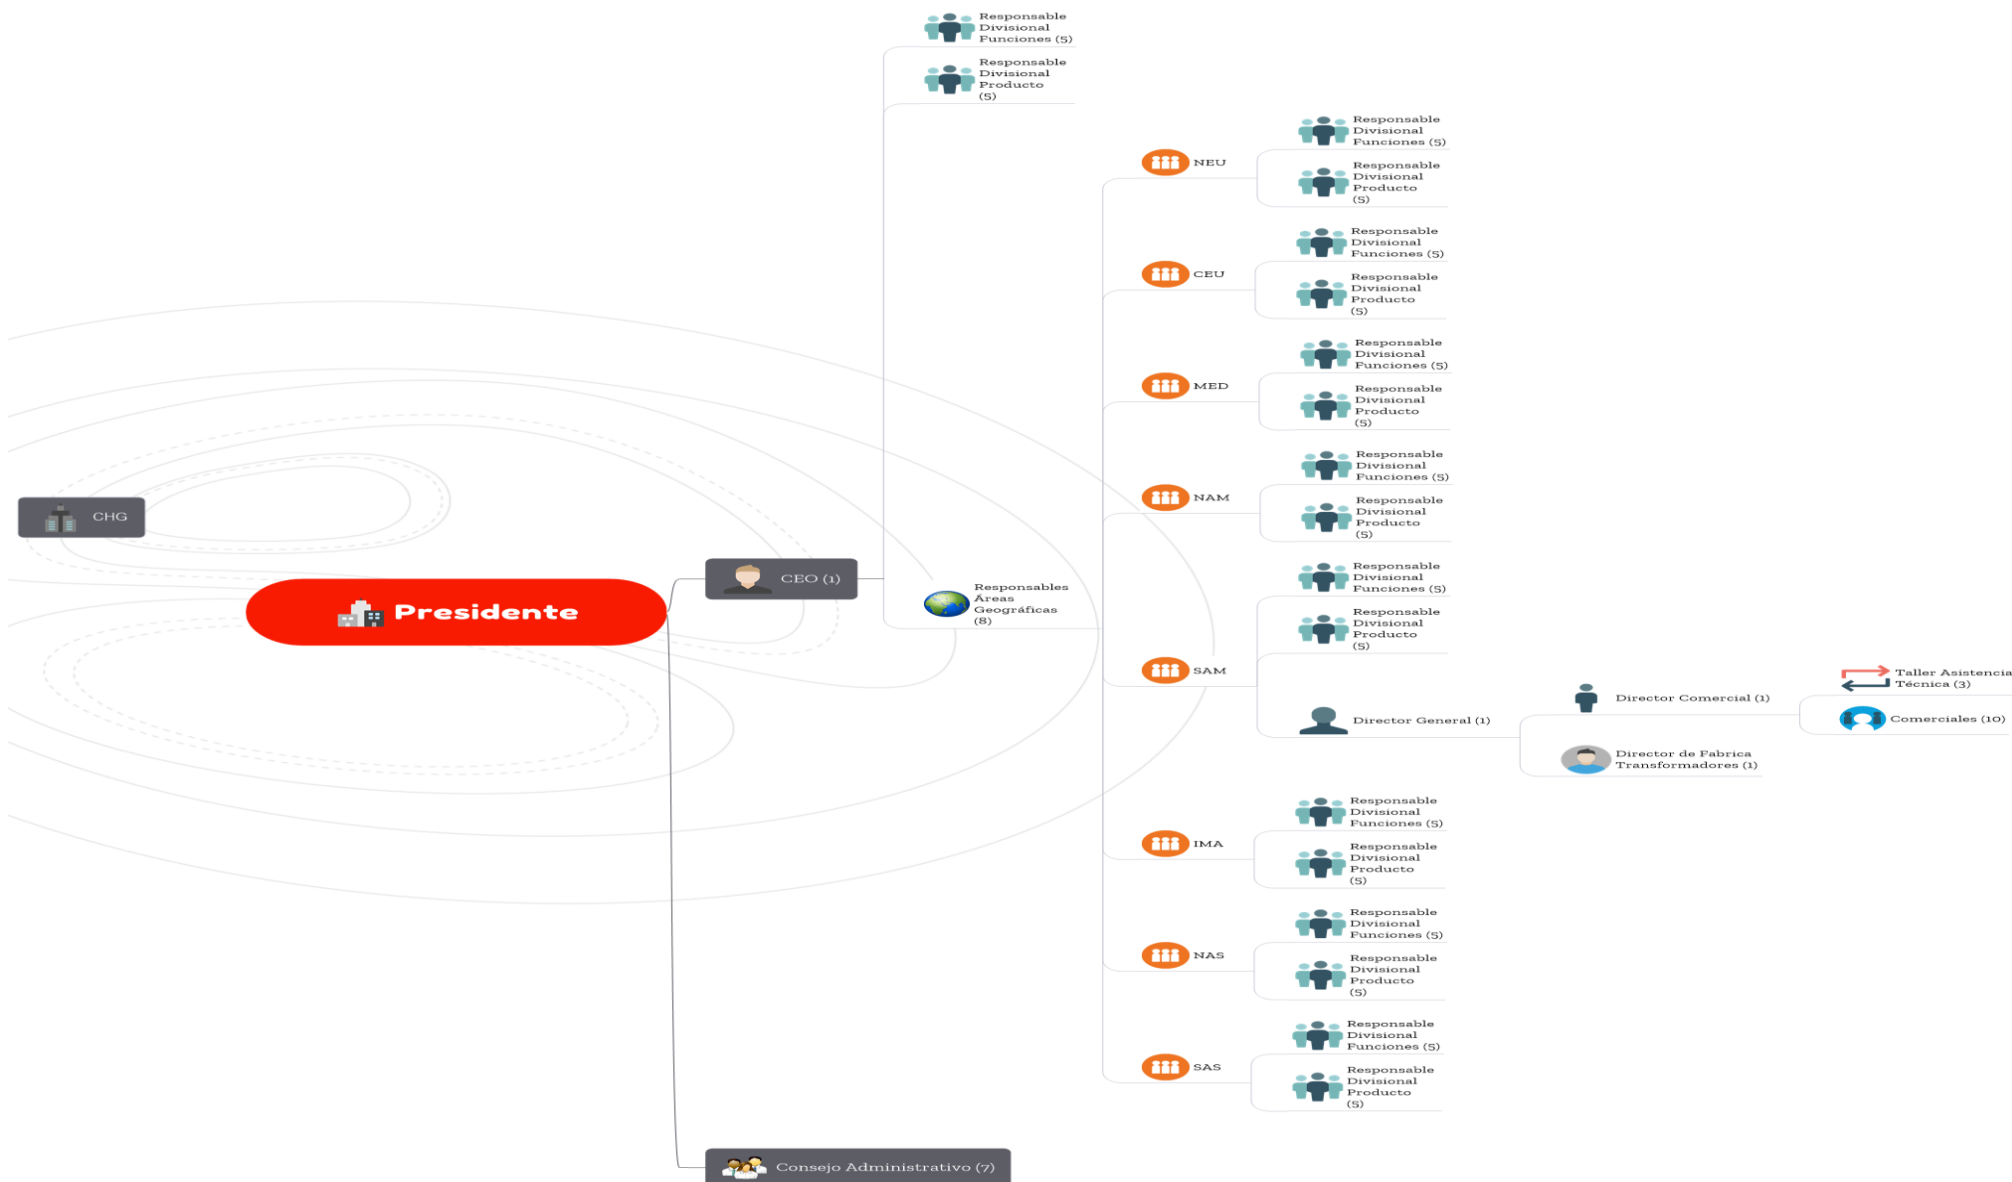 Responsable
Divisional
Funciones (5)
Responsable
Divisional
Producto
(5)
Responsable
Divisional
Funciones (5)
NEU
Responsable
Divisional
Producto
(5)
Responsable
Divisional
Funciones (5)
CEU
Responsable
Divisional
Producto
(5)
Responsable
Divisional
Funciones (5)
MED
Responsable
Divisional
Producto
(5)
Responsable
Divisional
Funciones (5)
NAM
Responsable
Divisional
Producto
(5)
CHG
Presidente
CEO (1)
Responsables
Áreas
Geográficas
(8)
Responsable
Divisional
Funciones (5)
Responsable
Divisional
Producto
(5)
SAM
Director General (1)
Director Comercial (1)
Taller Asistencia
Técnica (3)
Comerciales (10)
Director de Fabrica
Transformadores (1)
Responsable
Divisional
Funciones (5)
IMA
Responsable
Divisional
Producto
(5)
Responsable
Divisional
Funciones (5)
NAS
Responsable
Divisional
Producto
(5)
Responsable
Divisional
Funciones (5)
SAS
Responsable
Divisional
Producto
(5)
Consejo Administrativo (7)